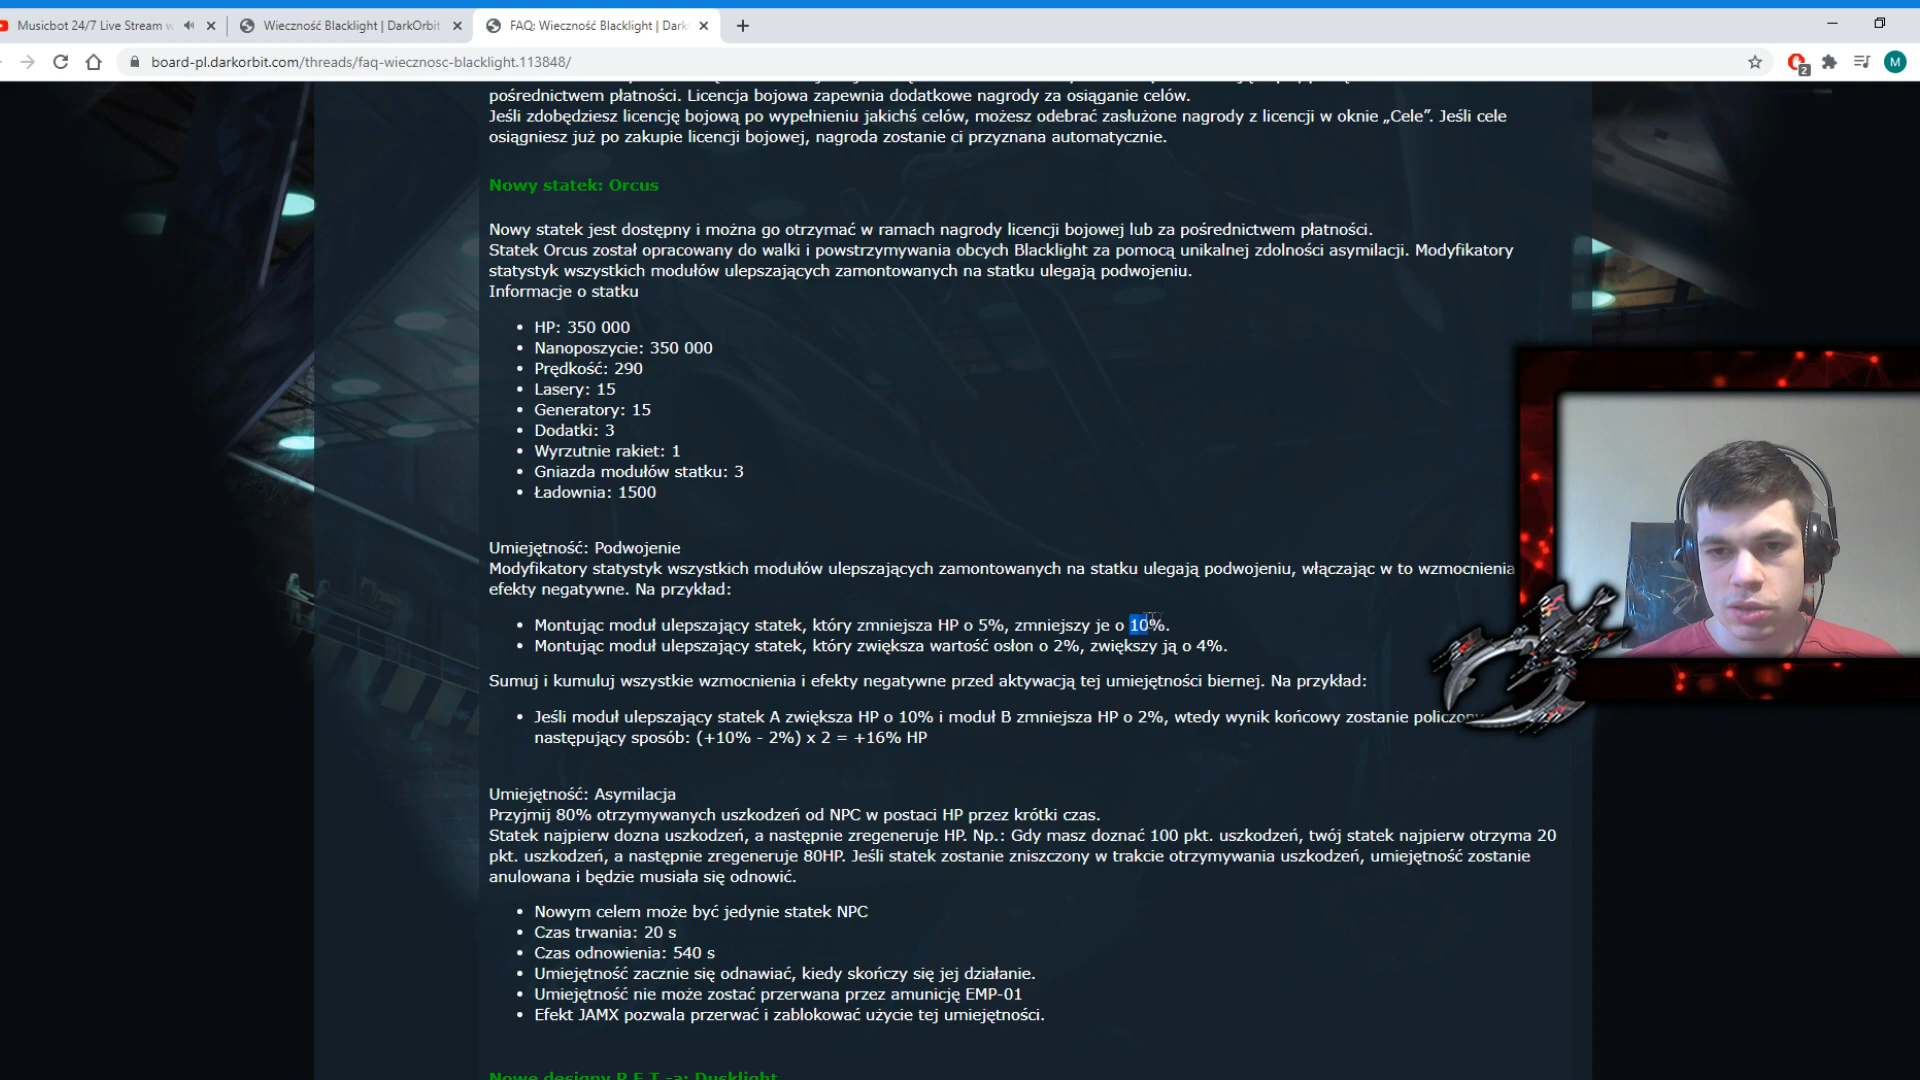 Musicbot 24/7 Live Stream w
Wieczność Blacklight | DarkOrbit
FAQ: Wieczność Blacklight | Dark
board-pl.darkorbit.com/threads/faq-wiecznosc-blacklight.113848/
2
M
pośrednictwem płatności. Licencja bojowa zapewnia dodatkowe nagrody za osiąganie celów.
Jeśli zdobędziesz licencję bojową po wypełnieniu jakichś celów, możesz odebrać zasłużone nagrody z licencji w oknie „Cele”. Jeśli cele
osiągniesz już po zakupie licencji bojowej, nagroda zostanie ci przyznana automatycznie.
Nowy statek: Orcus
Nowy statek jest dostępny i można go otrzymać w ramach nagrody licencji bojowej lub za pośrednictwem płatności.
Statek Orcus został opracowany do walki i powstrzymywania obcych Blacklight za pomocą unikalnej zdolności asymilacji. Modyfikatory
statystyk wszystkich modułów ulepszających zamontowanych na statku ulegają podwojeniu.
Informacje o statku
• HP: 350 000
• Nanoposzycie: 350 000
• Prędkość: 290
• Lasery: 15
• Generatory: 15
• Dodatki: 3
• Wyrzutnie rakiet: 1
• Gniazda modułów statku: 3
• Ładownia: 1500
Umiejętność: Podwojenie
Modyfikatory statystyk wszystkich modułów ulepszających zamontowanych na statku ulegają podwojeniu, włączając w to wzmocnienia
efekty negatywne. Na przykład:
• Montując moduł ulepszający statek, który zmniejsza HP o 5%, zmniejszy je o 10%.
• Montując moduł ulepszający statek, który zwiększa wartość osłon o 2%, zwiększy ją o 4%.
Sumuj i kumuluj wszystkie wzmocnienia i efekty negatywne przed aktywacją tej umiejętności biernej. Na przykład:
• Jeśli moduł ulepszający statek A zwiększa HP o 10% i moduł B zmniejsza HP o 2%, wtedy wynik końcowy zostanie policzony
następujący sposób: (+10% - 2%) x 2 = +16% HP
Umiejętność: Asymilacja
Przyjmij 80% otrzymywanych uszkodzeń od NPC w postaci HP przez krótki czas.
Statek najpierw dozna uszkodzeń, a następnie zregeneruje HP. Np.: Gdy masz doznać 100 pkt. uszkodzeń, twój statek najpierw otrzyma 20
pkt. uszkodzeń, a następnie zregeneruje 80HP. Jeśli statek zostanie zniszczony w trakcie otrzymywania uszkodzeń, umiejętność zostanie
anulowana i będzie musiała się odnowić.
• Nowym celem może być jedynie statek NPC
• Czas trwania: 20 s
• Czas odnowienia: 540 s
• Umiejętność zacznie się odnawiać, kiedy skończy się jej działanie.
• Umiejętność nie może zostać przerwana przez amunicję EMP-01
• Efekt JAMX pozwala przerwać i zablokować użycie tej umiejętności.
Nowe designy P.E.T.-a: Dusklight